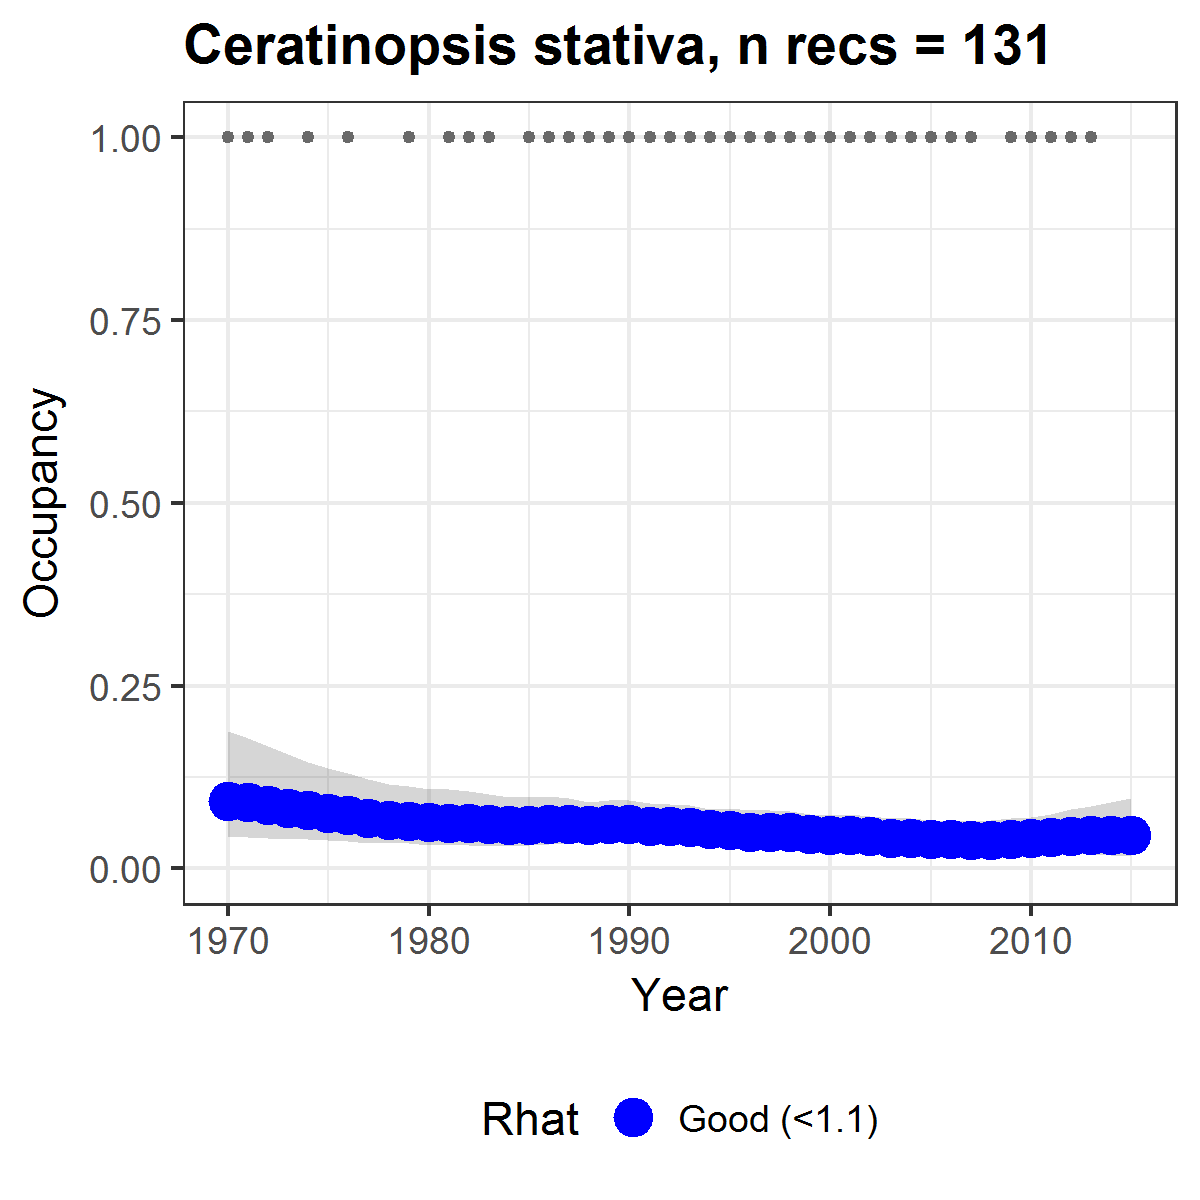 Ceratinopsis stativa, n recs = 131
1.00
0.75
0.50
0.25
0.00
Occupancy
1970 1980 1990 2000 2010
Year
Rhat Good (<1.1)